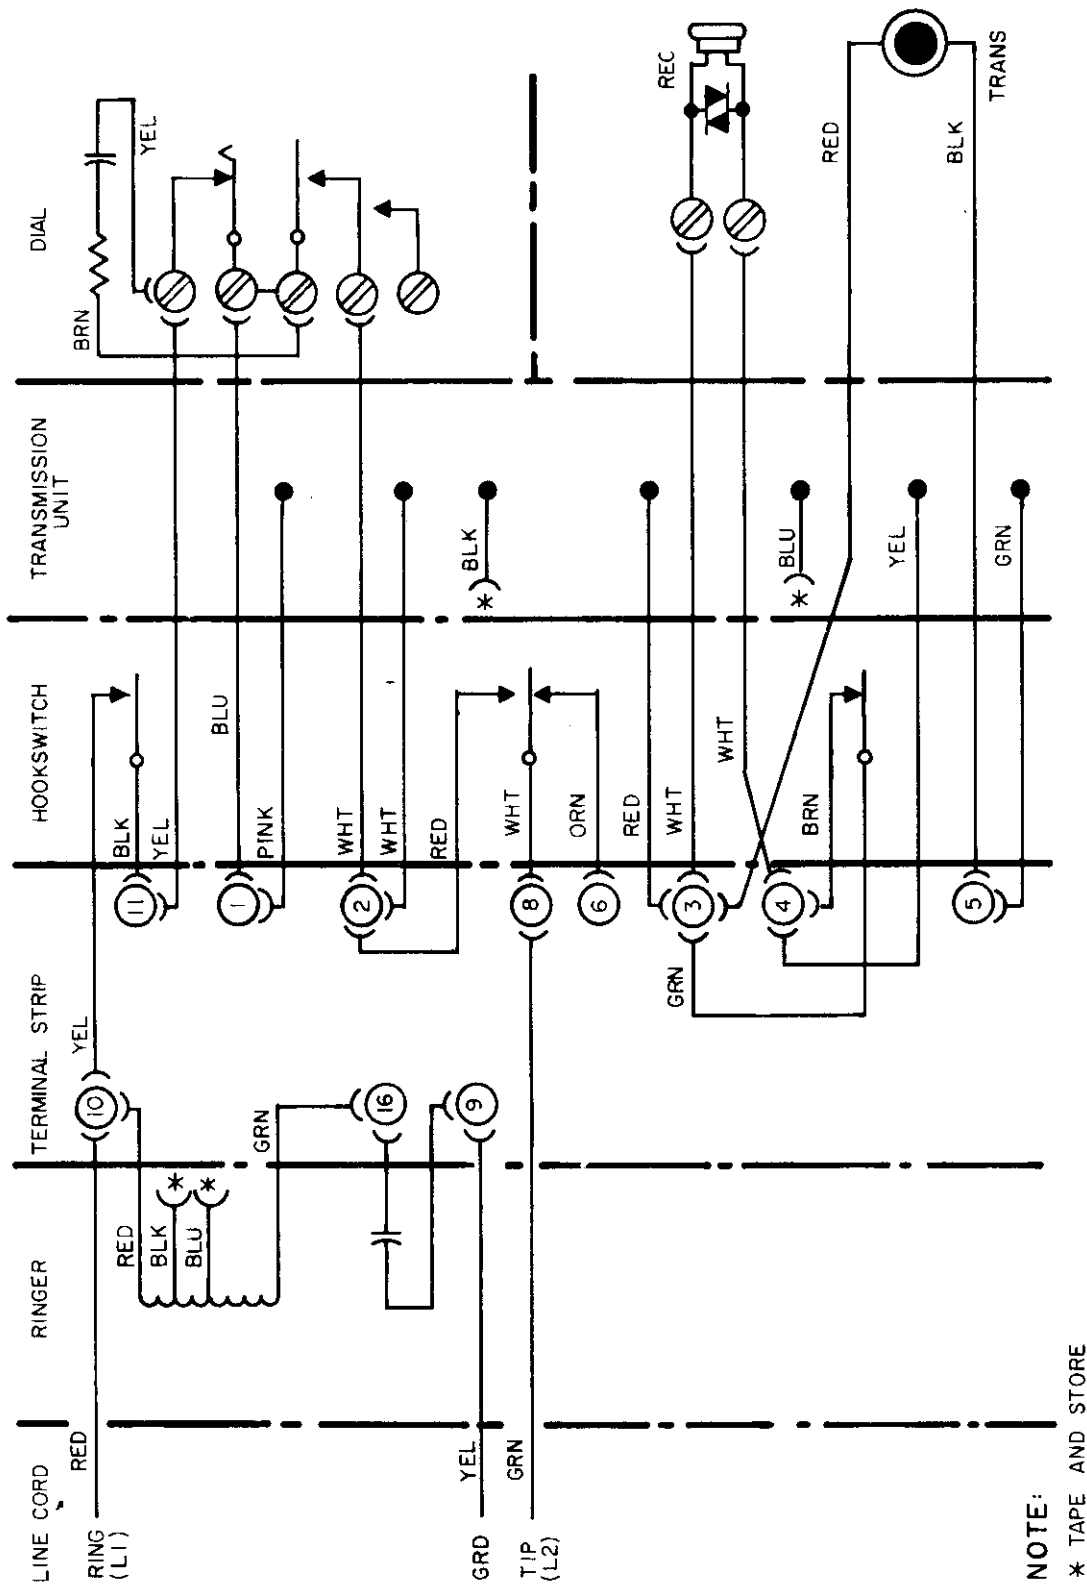 LINE CORD
RINGER
TERMINAL STRIP
HOOKSWITCH
TRANSMISSION
UNIT
DIAL
RING
(L1)
RED
10
YEL
RED
BLK
*
BLU
*
GRN
16
9
GRD
YEL
TIP
(L2)
GRN
11
BLK
YEL
1
BLU
PINK
2
WHT
WHT
RED
8
WHT
6
ORN
RED
3
WHT
GRN
4
WHT
BRN
5
BLK
*
BLU
*
YEL
GRN
BRN
YEL
REC
RED
BLK
TRANS
NOTE:
* TAPE AND STORE